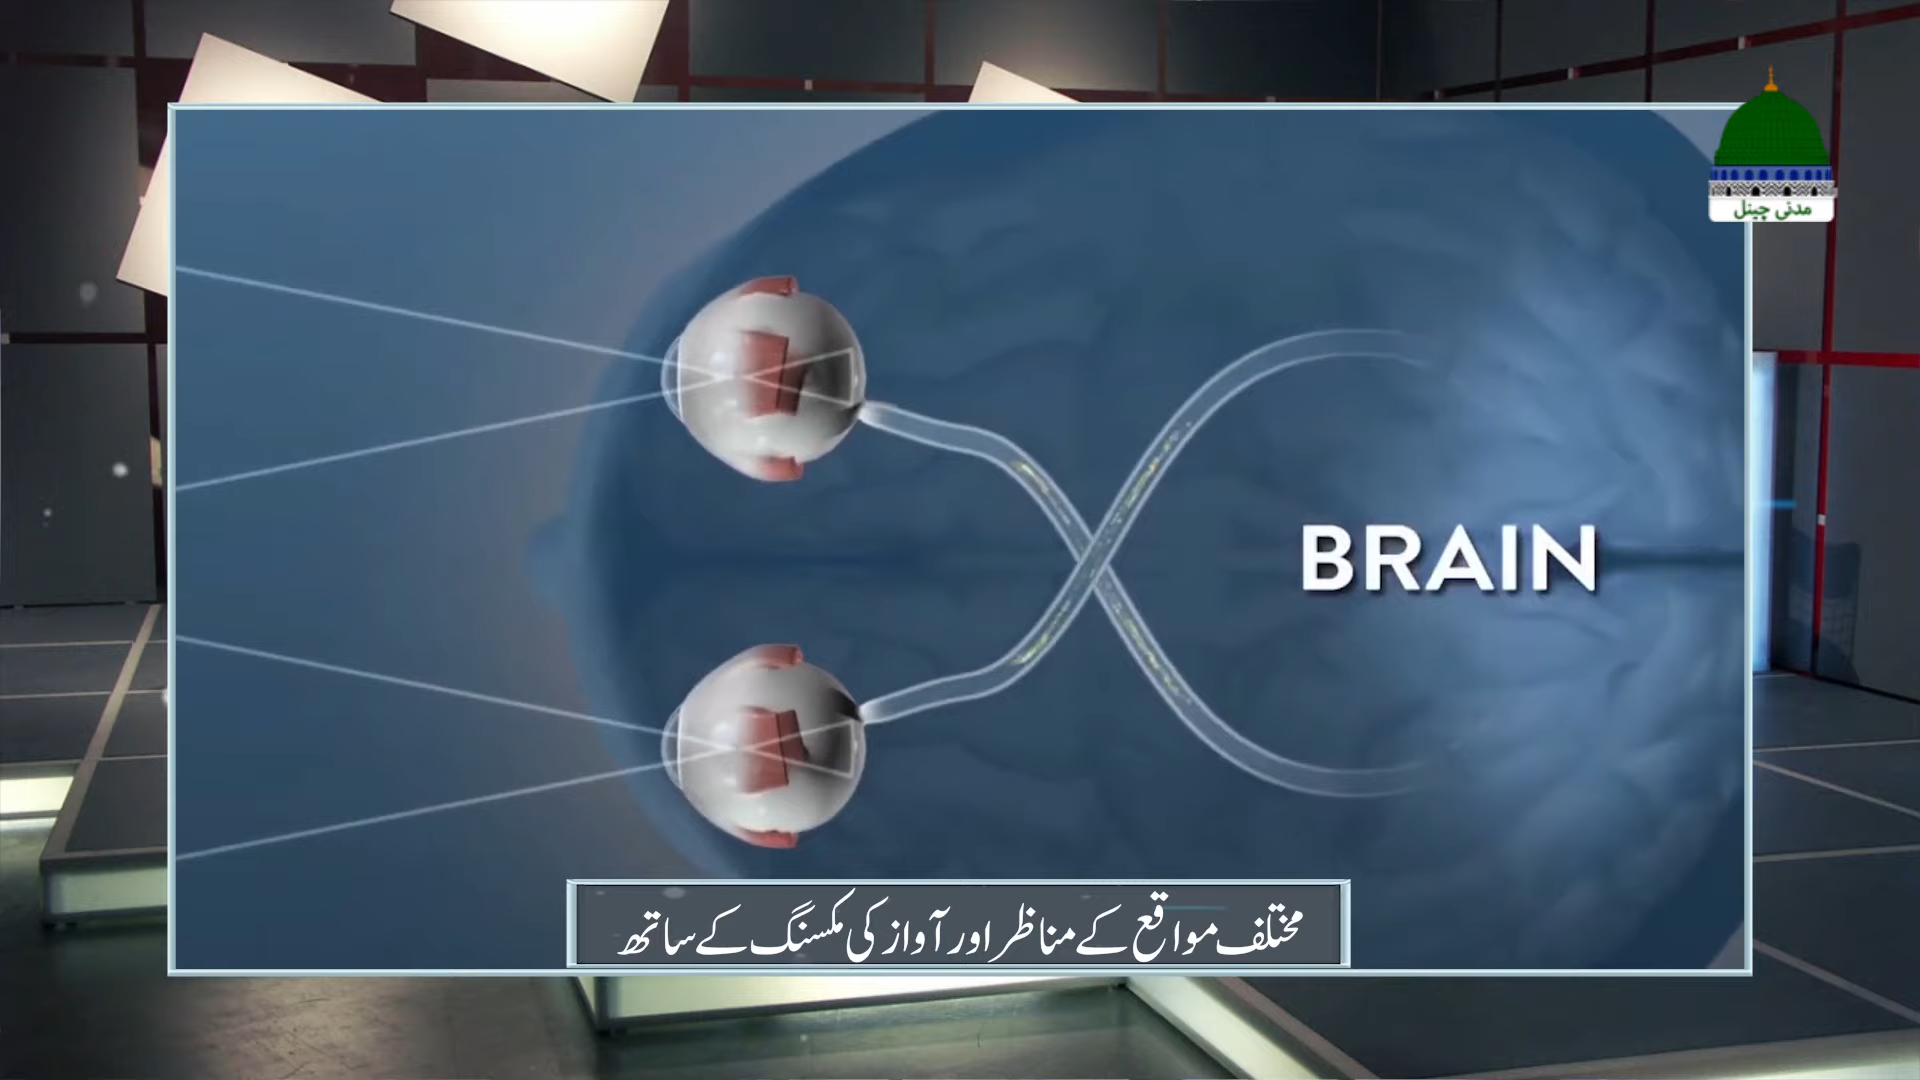 مدنی چینل
BRAIN
مختلف مواقع کے مناظر اور آواز کی مکسنگ کے ساتھ